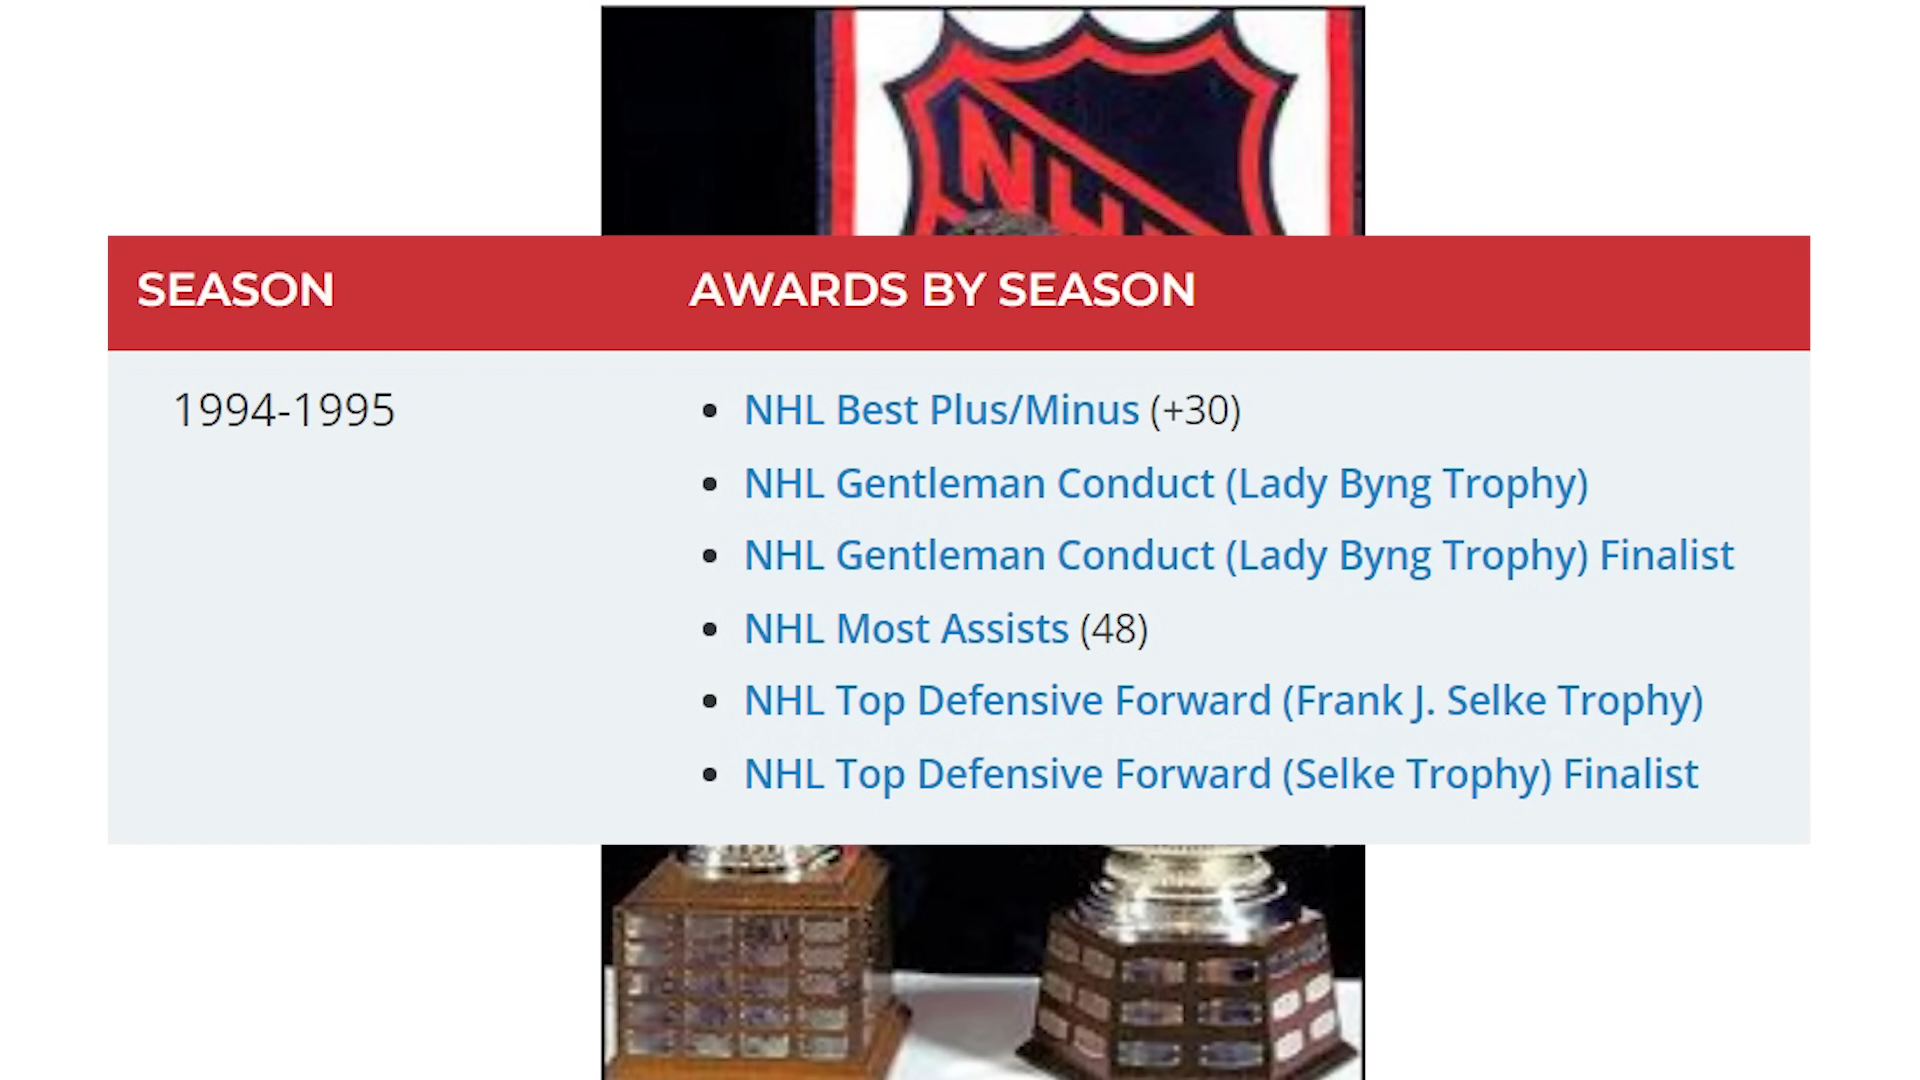 NH
SEASON AWARDS BY SEASON
1994-1995
NHL Best Plus/Minus (+30)
NHL Gentleman Conduct (Lady Byng Trophy)
NHL Gentleman Conduct (Lady Byng Trophy) Finalist
NHL Most Assists (48)
NHL Top Defensive Forward (Frank J. Selke Trophy)
NHL Top Defensive Forward (Selke Trophy) Finalist